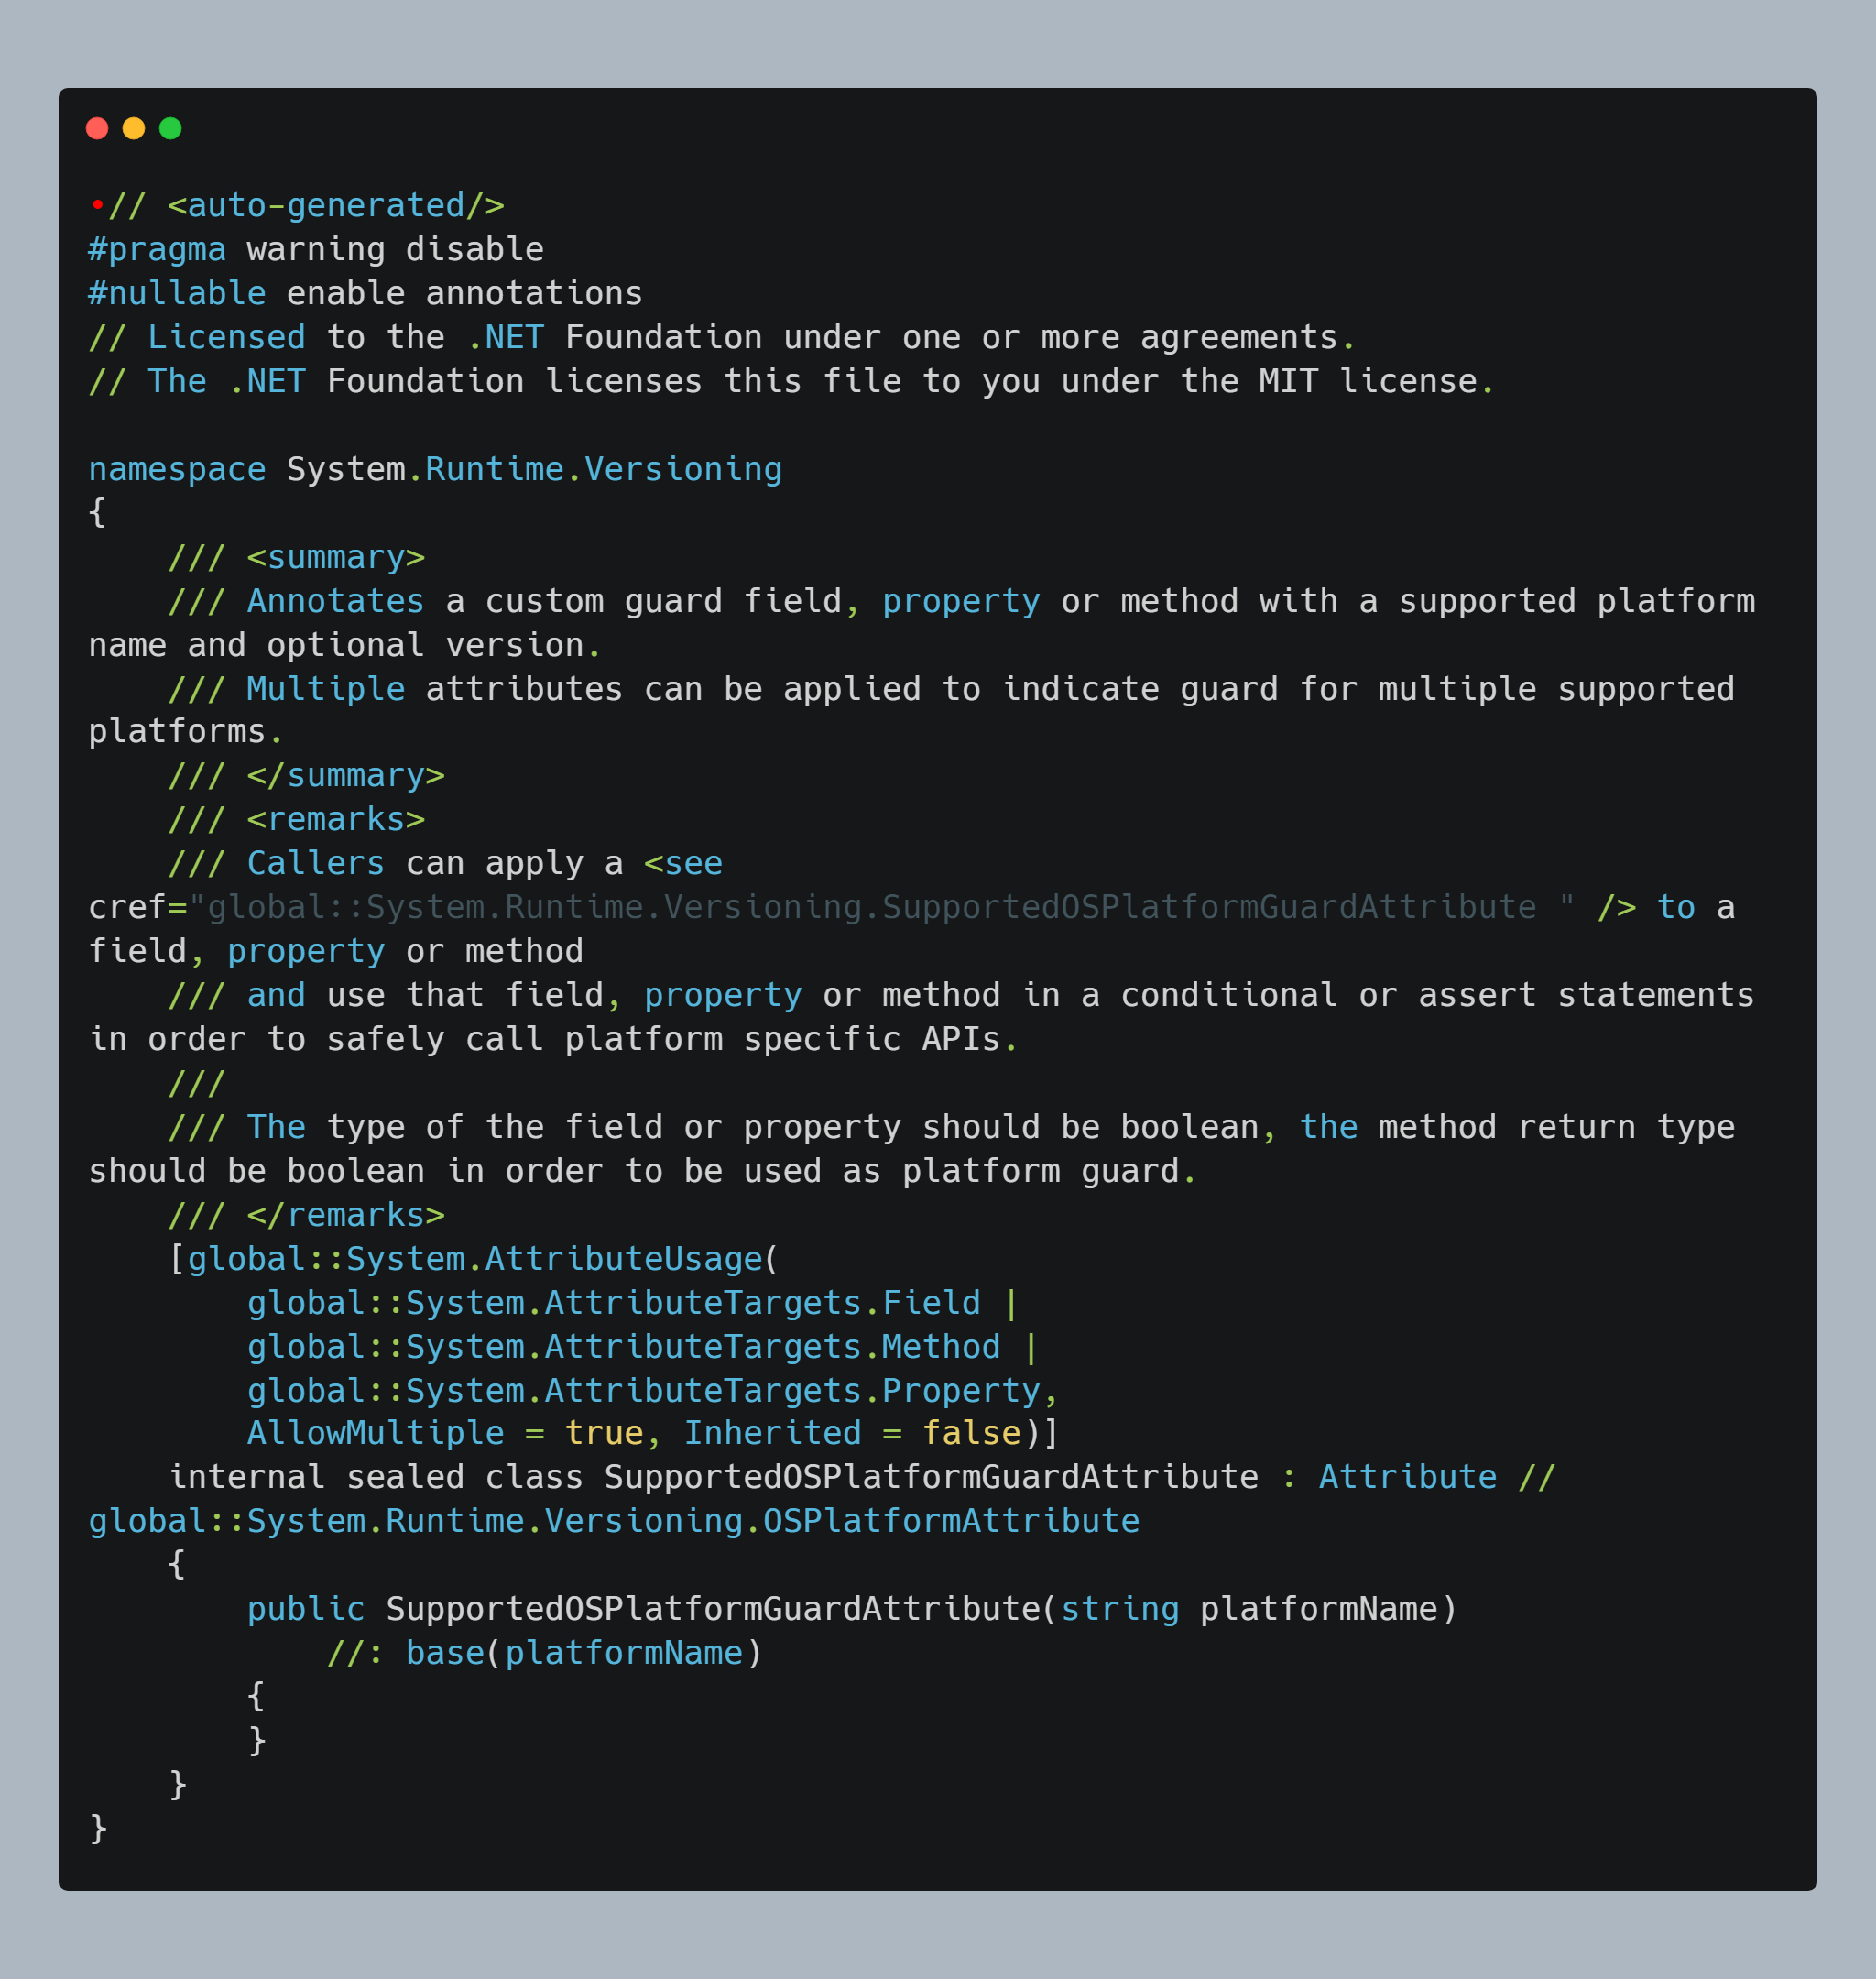 •// <auto-generated/>
#pragma warning disable
#nullable enable annotations
// Licensed to the .NET Foundation under one or more agreements.
// The .NET Foundation licenses this file to you under the MIT license.

namespace System.Runtime.Versioning
{
    /// <summary>
    /// Annotates a custom guard field, property or method with a supported platform
name and optional version.
    /// Multiple attributes can be applied to indicate guard for multiple supported
platforms.
    /// </summary>
    /// <remarks>
    /// Callers can apply a <see
cref="global::System.Runtime.Versioning.SupportedOSPlatformGuardAttribute " /> to a
field, property or method
    /// and use that field, property or method in a conditional or assert statements
in order to safely call platform specific APIs.
    ///
    /// The type of the field or property should be boolean, the method return type
should be boolean in order to be used as platform guard.
    /// </remarks>
    [global::System.AttributeUsage(
        global::System.AttributeTargets.Field |
        global::System.AttributeTargets.Method |
        global::System.AttributeTargets.Property,
        AllowMultiple = true, Inherited = false)]
    internal sealed class SupportedOSPlatformGuardAttribute : Attribute //
global::System.Runtime.Versioning.OSPlatformAttribute
    {
        public SupportedOSPlatformGuardAttribute(string platformName)
            //: base(platformName)
        {
        }
    }
}